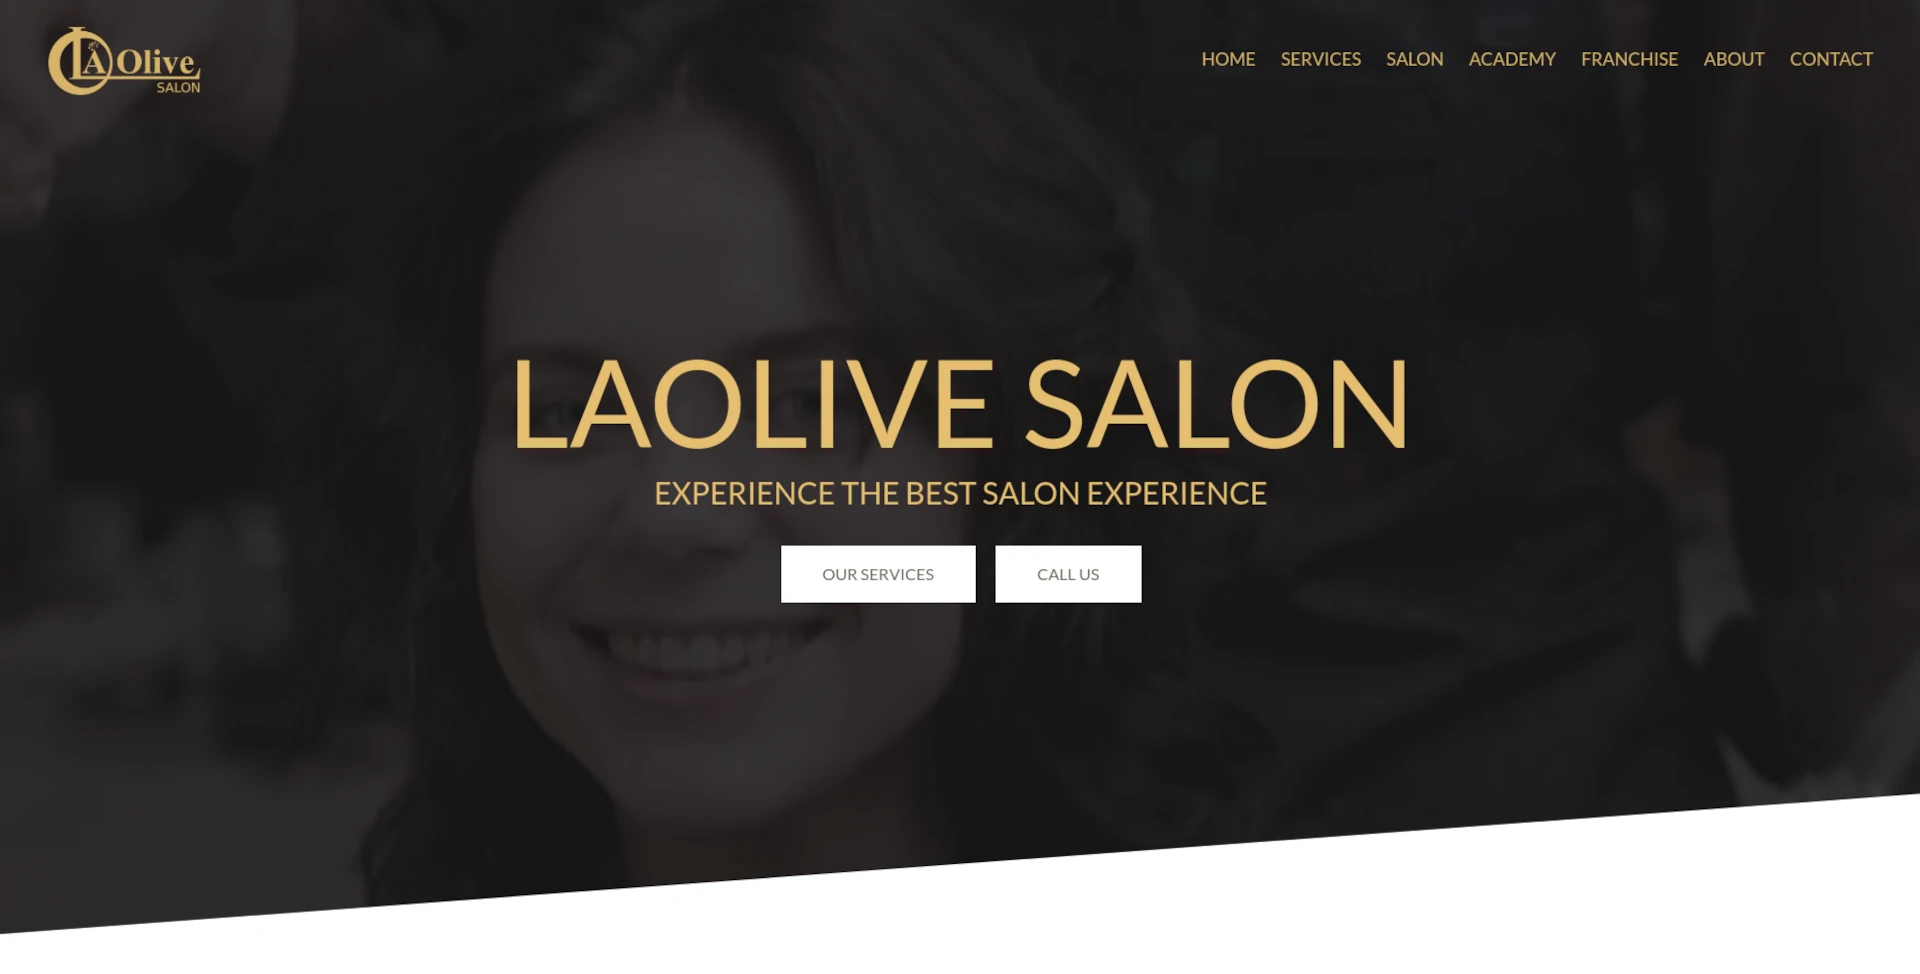 LA Olive
SALON
HOME SERVICES SALON ACADEMY FRANCHISE ABOUT CONTACT
LAOLIVE SALON
EXPERIENCE THE BEST SALON EXPERIENCE
OUR SERVICES CALL US